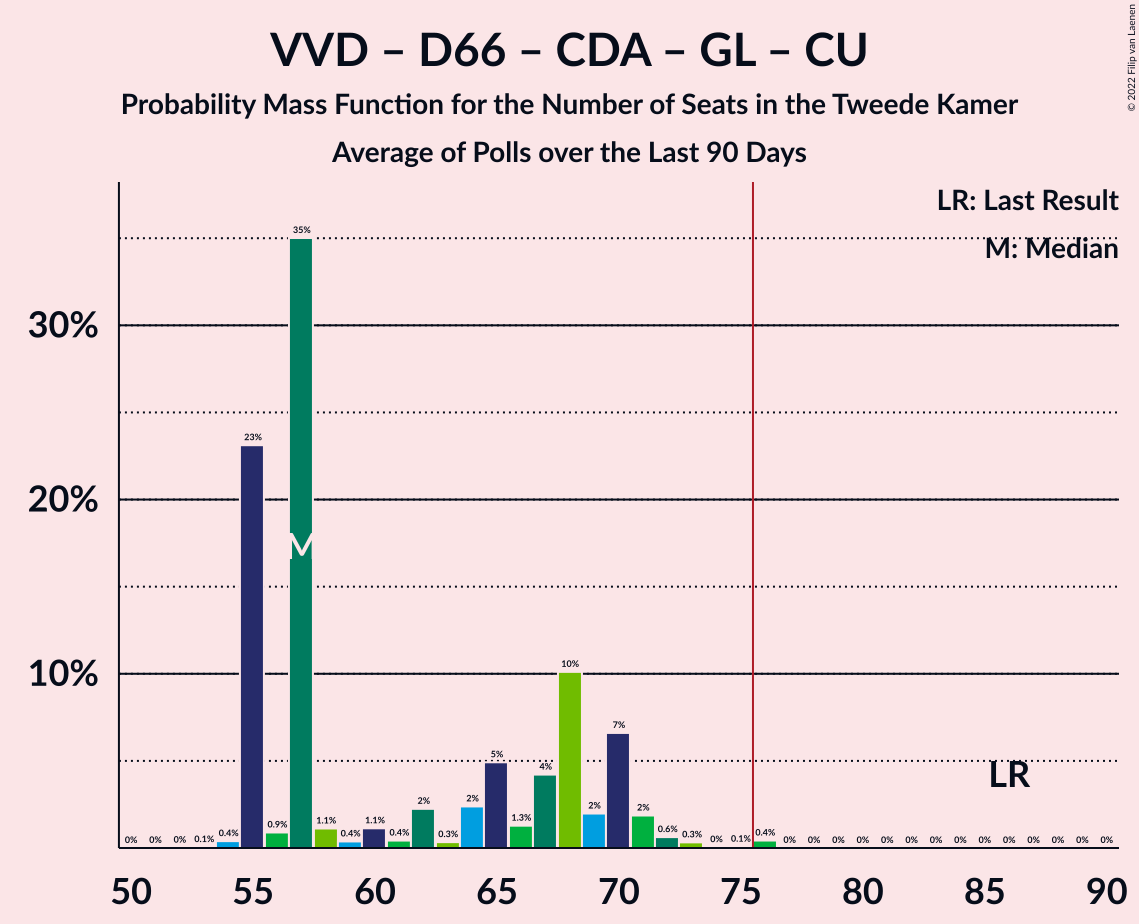 VVD – D66 – CDA – GL – CU
Probability Mass Function for the Number of Seats in the Tweede Kamer
Average of Polls over the Last 90 Days
© 2022 Filip van Laenen
LR: Last Result
M: Median
30%
20%
10%
0% 0% 0% 0.1% 0.4% 23% 0.9% 35% 1.1% 0.4% 1.1% 0.4% 2% 0.3% 2% 5% 1.3% 4% 10% 2% 7% 2% 0.6% 0.3% 0% 0.1% 0.4% 0% 0% 0% 0% 0% 0% 0% 0% 0% 0% 0% 0% 0% 0%
M
LR
50 55 60 65 70 75 80 85 90